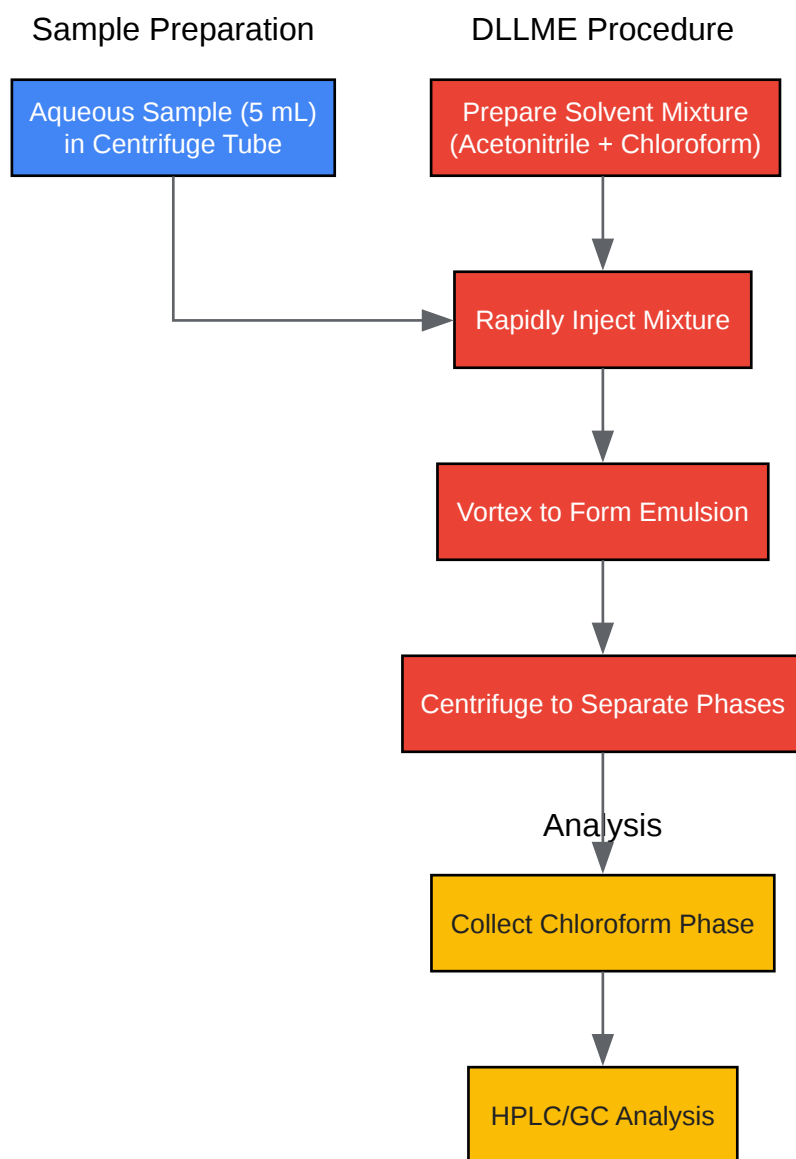 Sample Preparation
DLLME Procedure
Aqueous Sample (5 mL)
in Centrifuge Tube
Prepare Solvent Mixture
(Acetonitrile + Chloroform)
Rapidly Inject Mixture
Vortex to Form Emulsion
Centrifuge to Separate Phases
Analysis
Collect Chloroform Phase
HPLC/GC Analysis